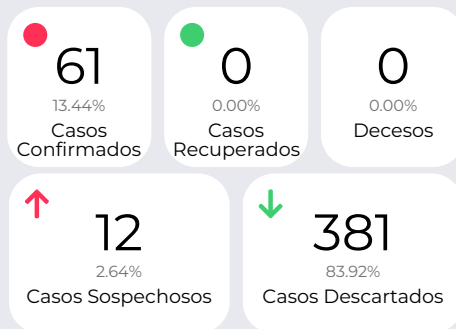 61
13.44%
Casos
Confirmados
0
0.00%
Casos
Recuperados
0
0.00%
Decesos
12
2.64%
Casos Sospechosos
381
83.92%
Casos Descartados